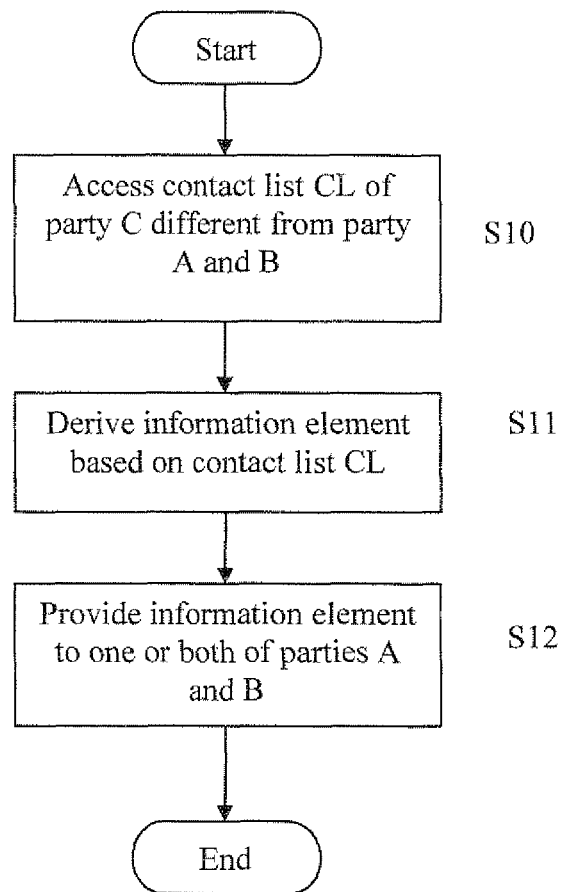 Start
Access contact list CL of
party C different from party
A and B
S10
Derive information element
based on contact list CL
S11
Provide information element
to one or both of parties A
and B
S12
End